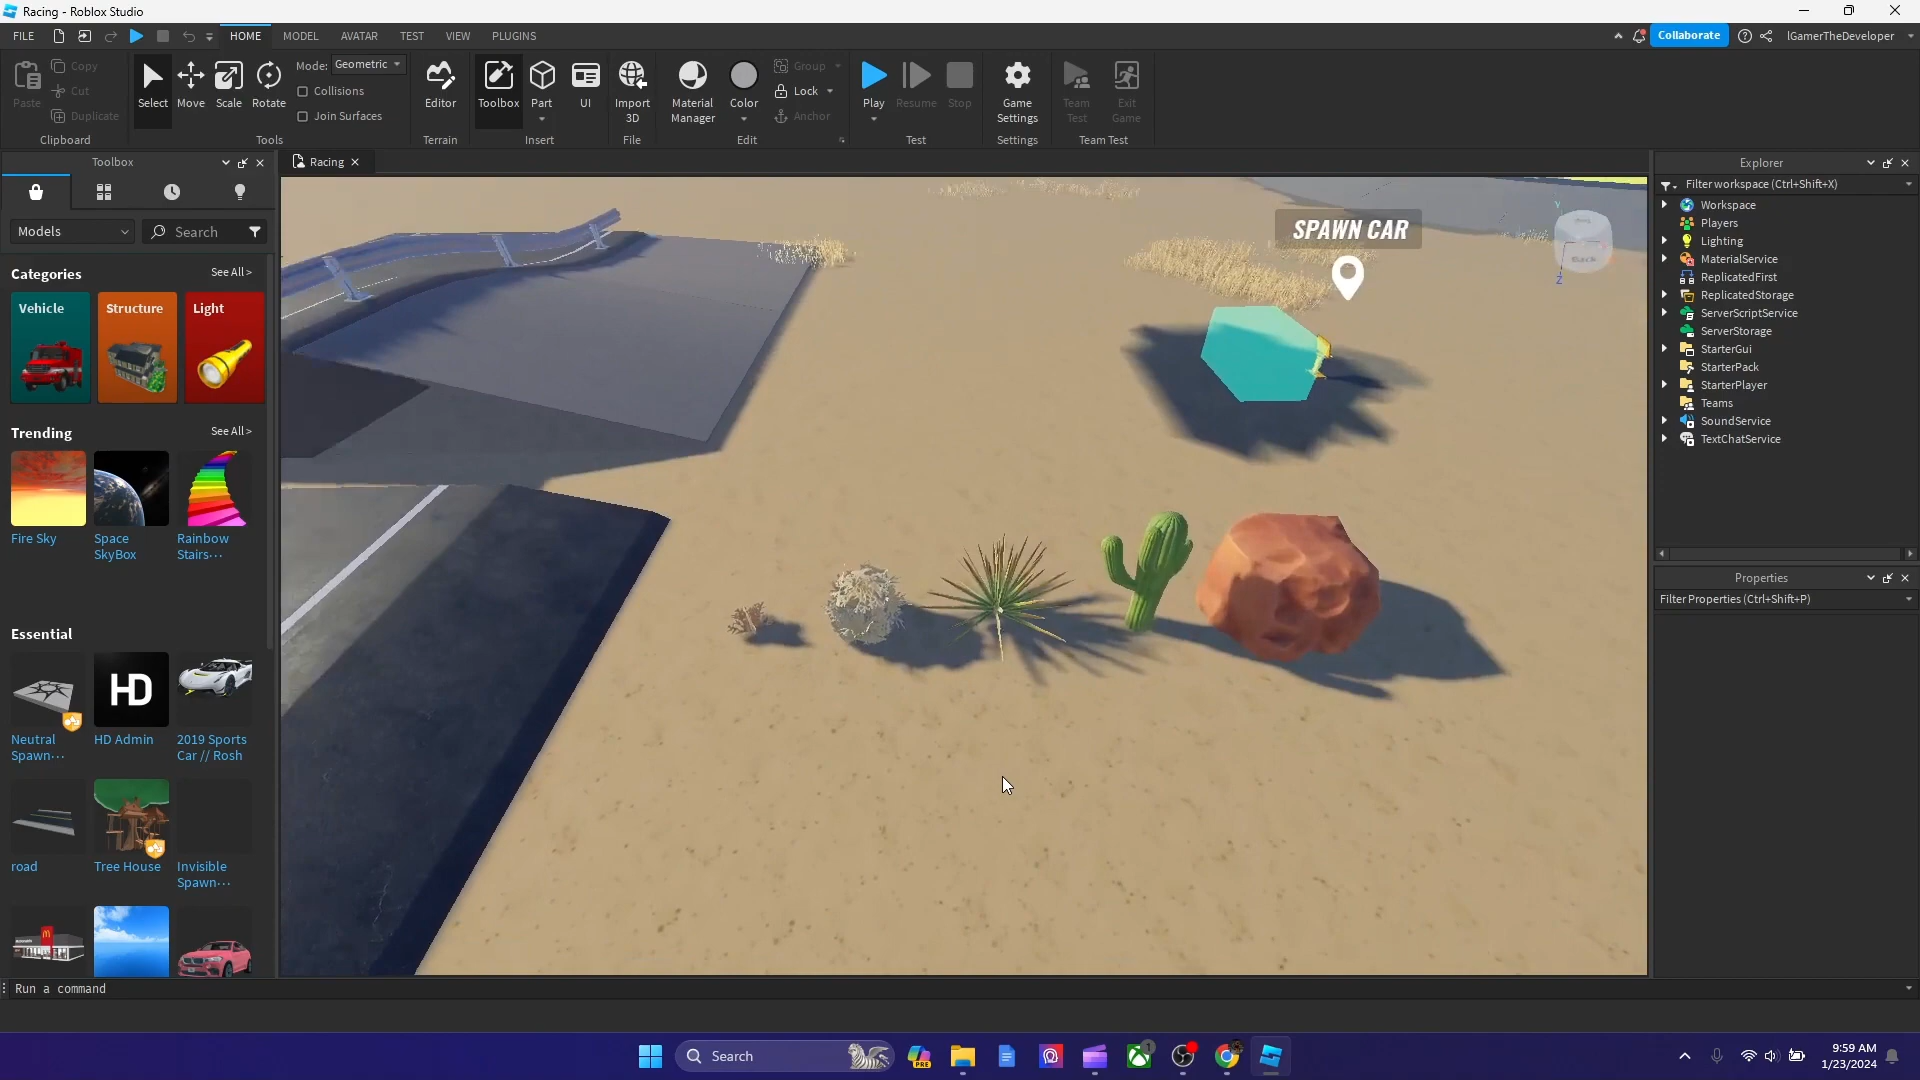 Racing - Roblox Studio
FILE
HOME
MODEL
AVATAR
TEST
VIEW
PLUGINS
Collaborate
IGamerTheDeveloper
Paste
Copy
Cut
Duplicate
Clipboard
Select
Move
Scale
Rotate
Mode: Geometric
Collisions
Join Surfaces
Tools
Editor
Terrain
Toolbox
Part
UI
Insert
Import 3D
File
Material Manager
Color
Group
Lock
Anchor
Edit
Play
Resume
Stop
Test
Game Settings
Settings
Team Test
Exit Game
Team Test
Toolbox
Racing
Models
Search
Categories
See All >
Vehicle
Structure
Light
Trending
See All >
Fire Sky
Space SkyBox
Rainbow Stairs···
Essential
HD
Neutral Spawn···
HD Admin
2019 Sports Car // Rosh
road
Tree House
Invisible Spawn···
SPAWN CAR
Y
Z
Back
Explorer
Filter workspace (Ctrl+Shift+X)
Workspace
Players
Lighting
MaterialService
ReplicatedFirst
ReplicatedStorage
ServerScriptService
ServerStorage
StarterGui
StarterPack
StarterPlayer
Teams
SoundService
TextChatService
Properties
Filter Properties (Ctrl+Shift+P)
Run a command
Search
PRE
1
9:59 AM
1/23/2024